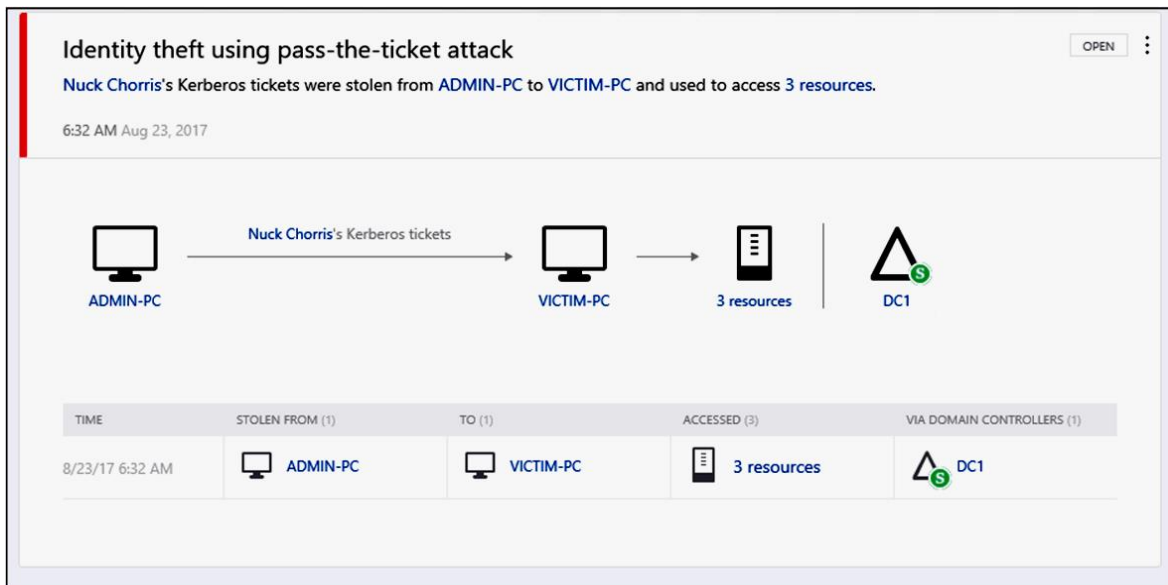 Identity theft using pass-the-ticket attack
OPEN
Nuck Chorris's Kerberos tickets were stolen from ADMIN-PC to VICTIM-PC and used to access 3 resources.
6:32 AM Aug 23, 2017
Nuck Chorris's Kerberos tickets
ADMIN-PC
VICTIM-PC
3 resources
S
DC1
TIME STOLEN FROM (1) TO (1) ACCESSED (3) VIA DOMAIN CONTROLLERS (1)
8/23/17 6:32 AM ADMIN-PC VICTIM-PC 3 resources S DC1